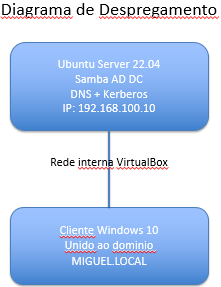 Diagrama de Despregamento
Ubuntu Server 22.04
Samba AD DC
DNS + Kerberos
IP: 192.168.100.10
Rede interna VirtualBox
Cliente Windows 10
Unido ao dominio
MIGUEL.LOCAL